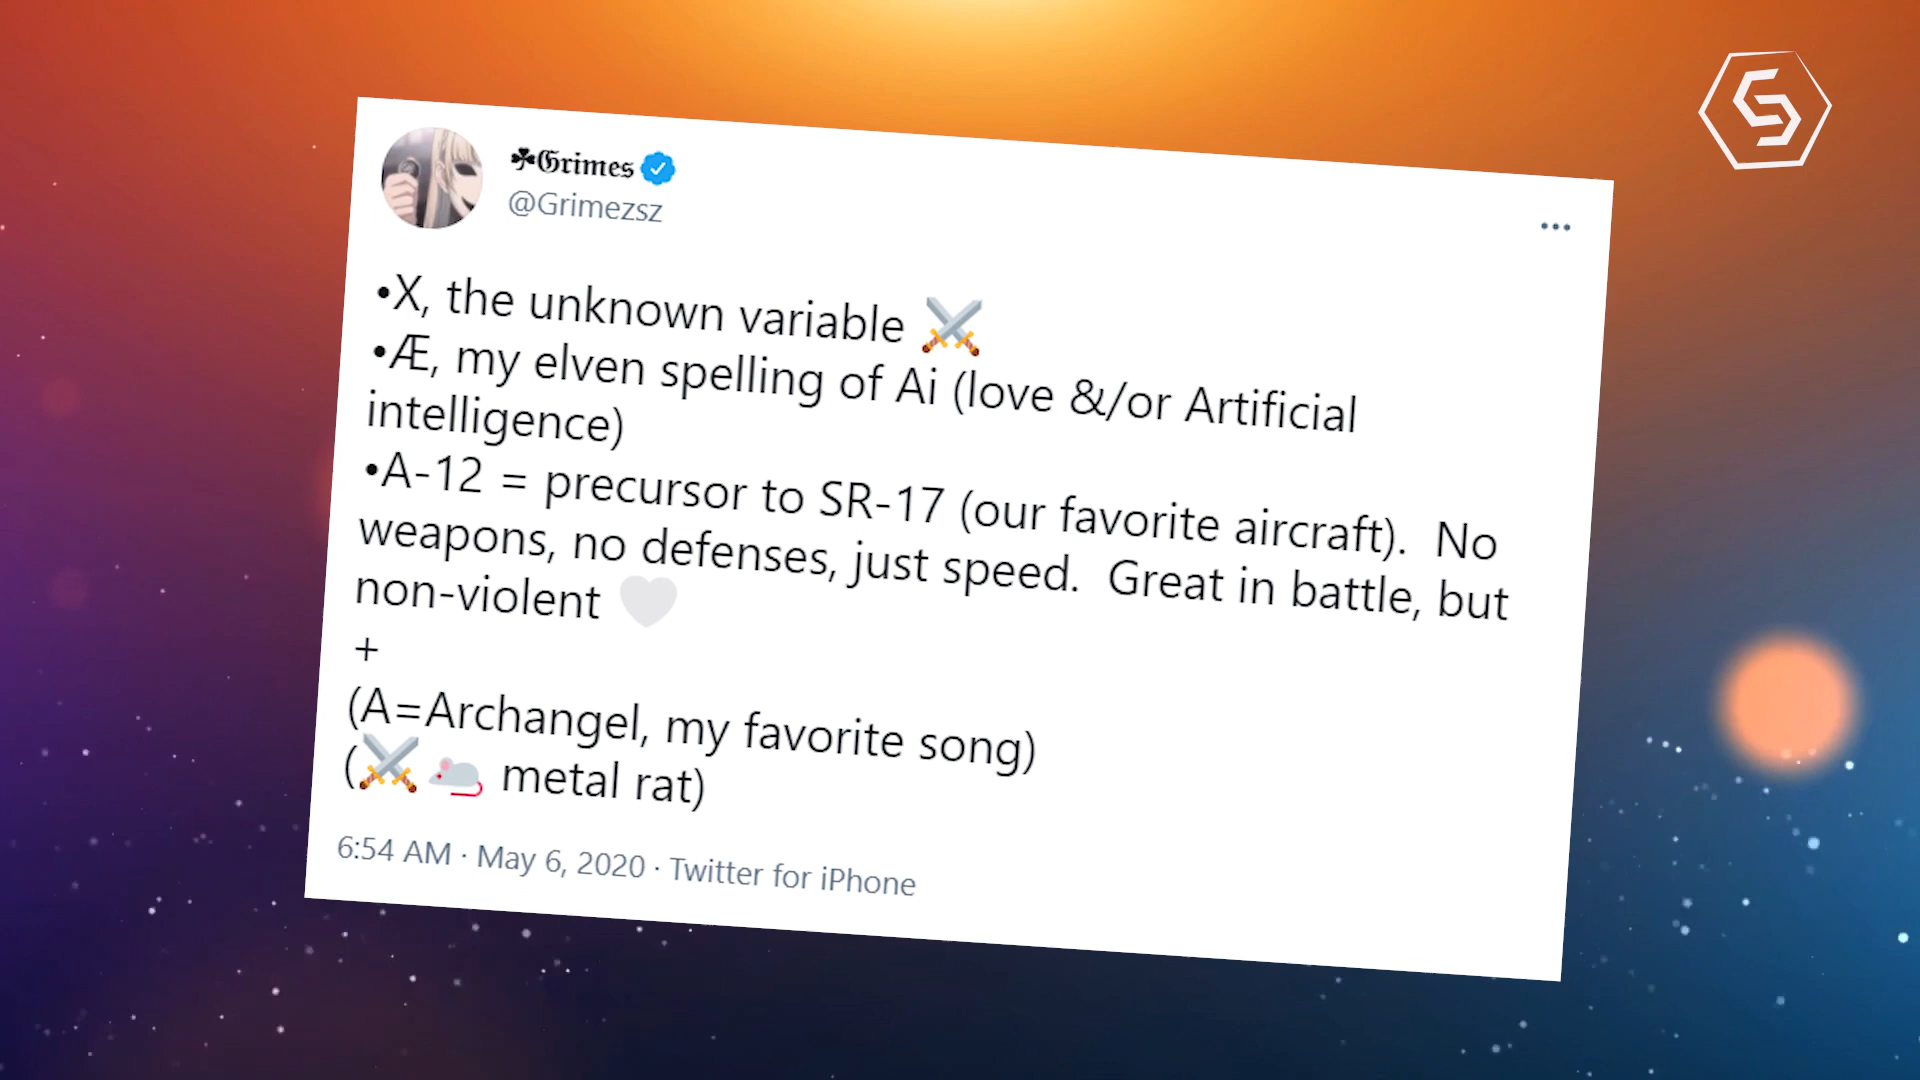 ☘𝕲rimes
@Grimezsz
•X, the unknown variable ⚔️
•Æ, my elven spelling of Ai (love &/or Artificial
intelligence)
•A-12 = precursor to SR-17 (our favorite aircraft).  No
weapons, no defenses, just speed.  Great in battle, but
non-violent 🤍
+
(A=Archangel, my favorite song)
(⚔️🐁 metal rat)
6:54 AM · May 6, 2020 · Twitter for iPhone